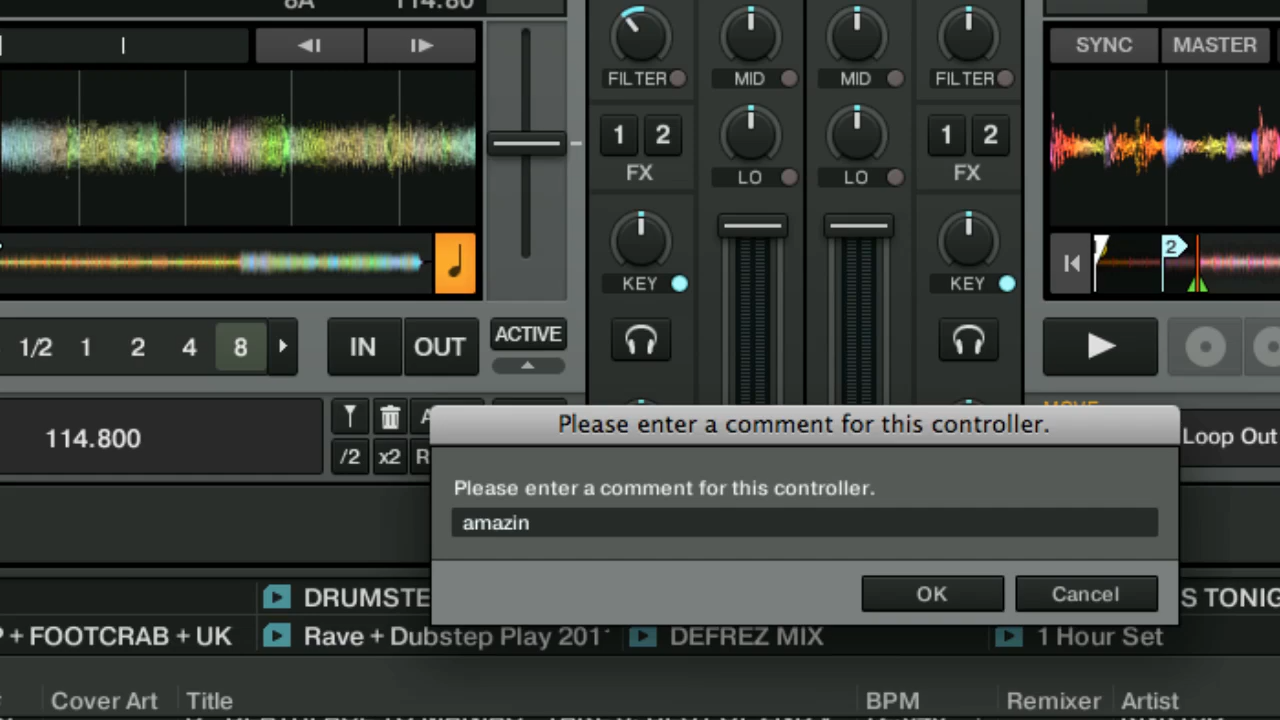 8A 114.80
FILTER MID MID FILTER SYNC MASTER
1 2 1 2
FX LO LO FX
KEY KEY 2
1/2 1 2 4 8 IN OUT ACTIVE
MOVE
114.800 Loop Out
/2 x2
Please enter a comment for this controller.
Please enter a comment for this controller.
amazin
OK Cancel
DRUMSTE S TONIG
+ FOOTCRAB + UK Rave + Dubstep Play 201 DEFREZ MIX 1 Hour Set
Cover Art Title BPM Remixer Artist